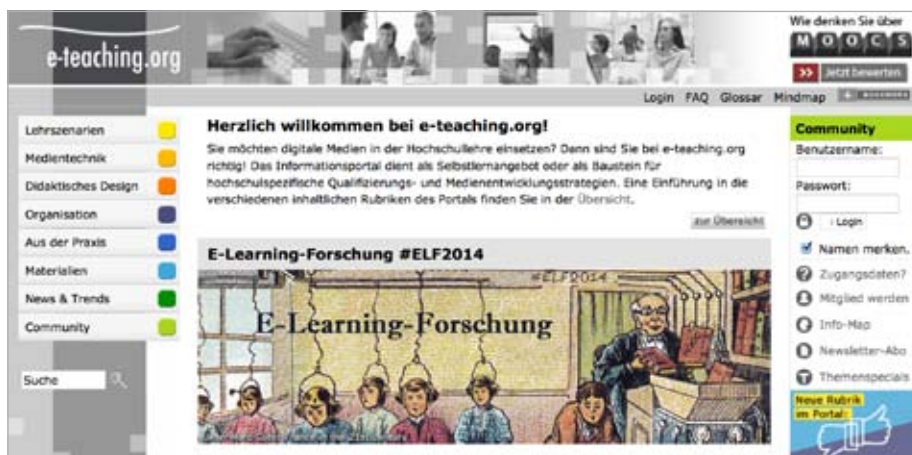 e-teaching.org
Wie denken Sie über
MOOCS
>> Jetzt bewerten
Login FAQ Glossar Mindmap
Lehrszenarien
Medientechnik
Didaktisches Design
Organisation
Aus der Praxis
Materialien
News & Trends
Community
Suche
Herzlich willkommen bei e-teaching.org!
Sie möchten digitale Medien in der Hochschullehre einsetzen? Dann sind Sie bei e-teaching.org
richtig! Das Informationsportal dient als Selbstlernangebot oder als Baustein für
hochschulspezifische Qualifizierungs- und Medienentwicklungsstrategien. Eine Einführung in die
verschiedenen inhaltlichen Rubriken des Portals finden Sie in der Übersicht.
zur Übersicht
E-Learning-Forschung #ELF2014
#ELF2014
E-Learning-Forschung
Community
Benutzername:
Passwort:
Login
Namen merken.
Zugangsdaten?
Mitglied werden
Info-Map
Newsletter-Abo
Themenspecials
Neue Rubrik
im Portal: